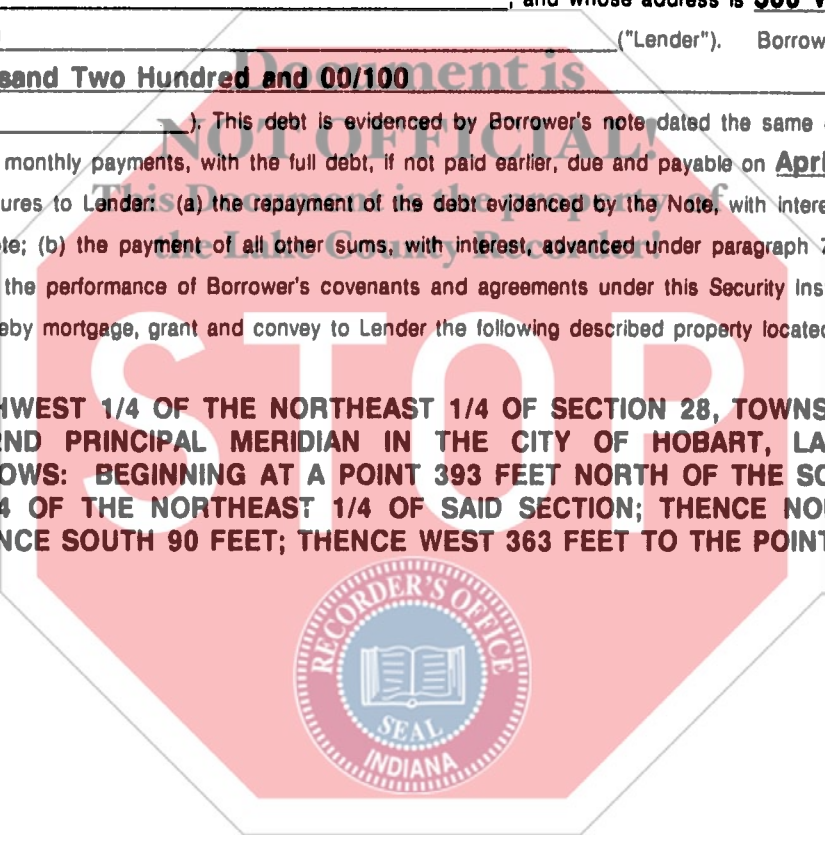 , and whose address is
("Lender"). Borrow
sand Two Hundred and 00/100
Document is
). This debt is evidenced by Borrower's note dated the same
NOT OFFICIAL!
monthly payments, with the full debt, if not paid earlier, due and payable on April
This Document is the property of
ures to Lender: (a) the repayment of the debt evidenced by the Note, with intere
the Lake County Recorder!
te; (b) the payment of all other sums, with interest, advanced under paragraph 7
the performance of Borrower's covenants and agreements under this Security Ins
eby mortgage, grant and convey to Lender the following described property located
STOP
HWEST 1/4 OF THE NORTHEAST 1/4 OF SECTION 28, TOWNS
2ND PRINCIPAL MERIDIAN IN THE CITY OF HOBART, LA
OWS: BEGINNING AT A POINT 393 FEET NORTH OF THE SO
4 OF THE NORTHEAST 1/4 OF SAID SECTION; THENCE NO
NCE SOUTH 90 FEET; THENCE WEST 363 FEET TO THE POINT
RECORDER'S OFFICE
SEAL
INDIANA